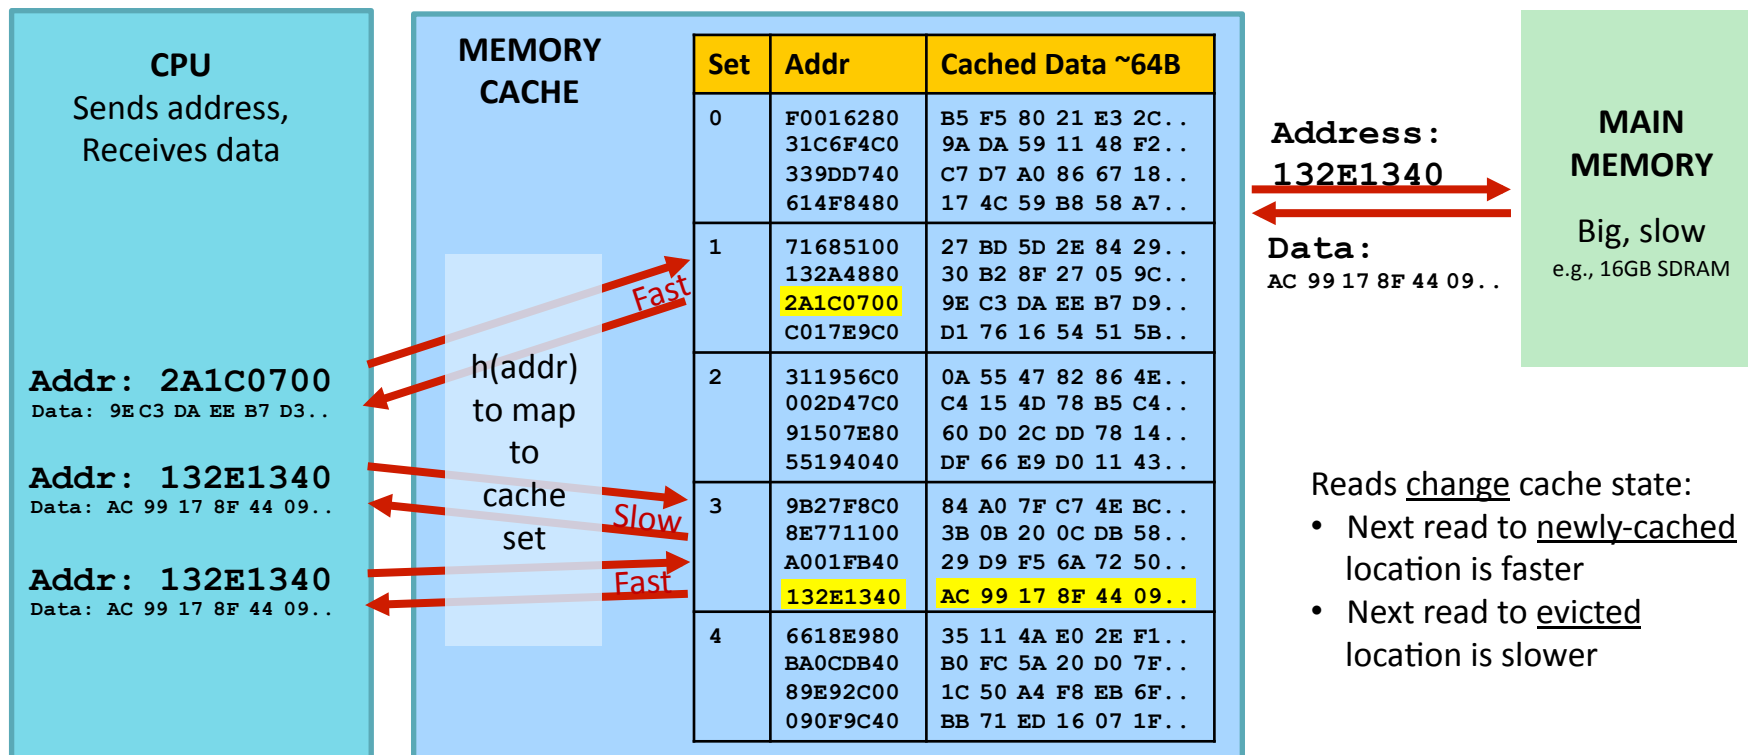 CPU
Sends address,
Receives data
Addr: 2A1C0700
Data: 9E C3 DA EE B7 D3..
Addr: 132E1340
Data: AC 99 17 8F 44 09..
Addr: 132E1340
Data: AC 99 17 8F 44 09..
MEMORY
CACHE
h(addr)
to map
to
cache
set
Fast
Slow
Fast
Set Addr Cached Data ~64B
0 F0016280 B5 F5 80 21 E3 2C..
31C6F4C0 9A DA 59 11 48 F2..
339DD740 C7 D7 A0 86 67 18..
614F8480 17 4C 59 B8 58 A7..
1 71685100 27 BD 5D 2E 84 29..
132A4880 30 B2 8F 27 05 9C..
2A1C0700 9E C3 DA EE B7 D9..
C017E9C0 D1 76 16 54 51 5B..
2 311956C0 0A 55 47 82 86 4E..
002D47C0 C4 15 4D 78 B5 C4..
91507E80 60 D0 2C DD 78 14..
55194040 DF 66 E9 D0 11 43..
3 9B27F8C0 84 A0 7F C7 4E BC..
8E771100 3B 0B 20 0C DB 58..
A001FB40 29 D9 F5 6A 72 50..
132E1340 AC 99 17 8F 44 09..
4 6618E980 35 11 4A E0 2E F1..
BA0CDB40 B0 FC 5A 20 D0 7F..
89E92C00 1C 50 A4 F8 EB 6F..
090F9C40 BB 71 ED 16 07 1F..
Address:
132E1340
Data:
AC 99 17 8F 44 09..
MAIN
MEMORY
Big, slow
e.g., 16GB SDRAM
Reads change cache state:
• Next read to newly-cached
location is faster
• Next read to evicted
location is slower